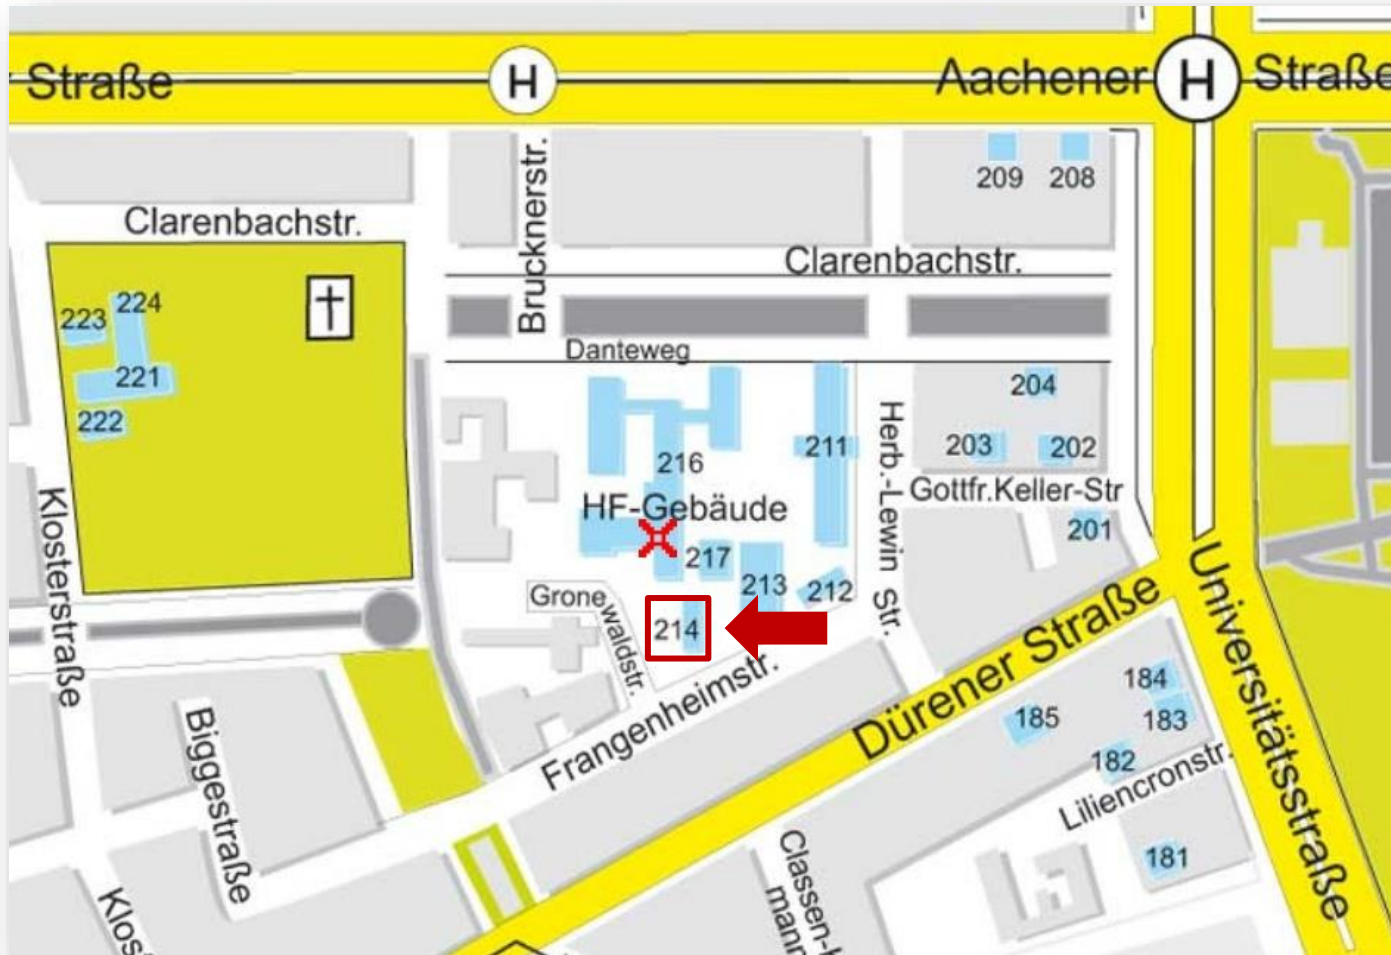 Straße
H
Aachener
H
Straße
Brucknerstr.
209
208
Clarenbachstr.
Clarenbachstr.
224
223
221
222
Danteweg
204
203
202
211
Herb.-Lewin Str.
216
Gottfr.Keller-Str
HF-Gebäude
201
217
213
212
Klosterstraße
Grone
waldstr.
214
Universitätsstraße
Dürener Straße
Frangenheimstr.
184
183
185
182
Biggestraße
Liliencronstr.
181
Classen-
mann
Klos